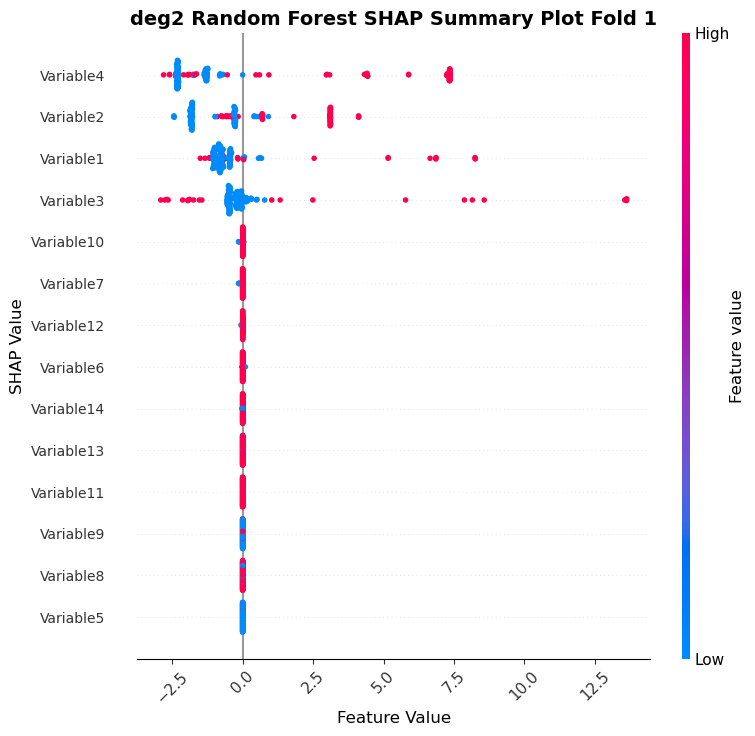 deg2 Random Forest SHAP Summary Plot Fold 1
High
Variable4
Variable2
Variable1
Variable3
Variable10
Variable7
Variable12
Variable6
Variable14
Variable13
Variable11
Variable9
Variable8
Variable5
SHAP Value
Feature value
Low
−2.5 0.0 2.5 5.0 7.5 10.0 12.5
Feature Value